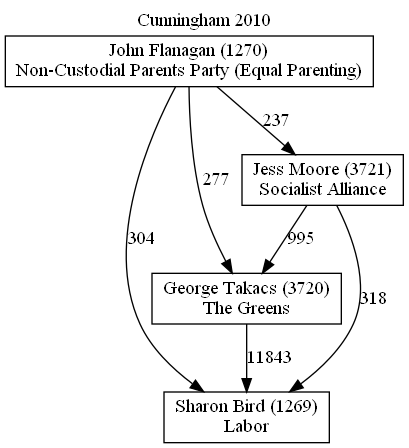 Cunningham 2010
John Flanagan (1270)
Non-Custodial Parents Party (Equal Parenting)
237
Jess Moore (3721)
Socialist Alliance
277
304
995
George Takacs (3720)
The Greens
318
11843
Sharon Bird (1269)
Labor